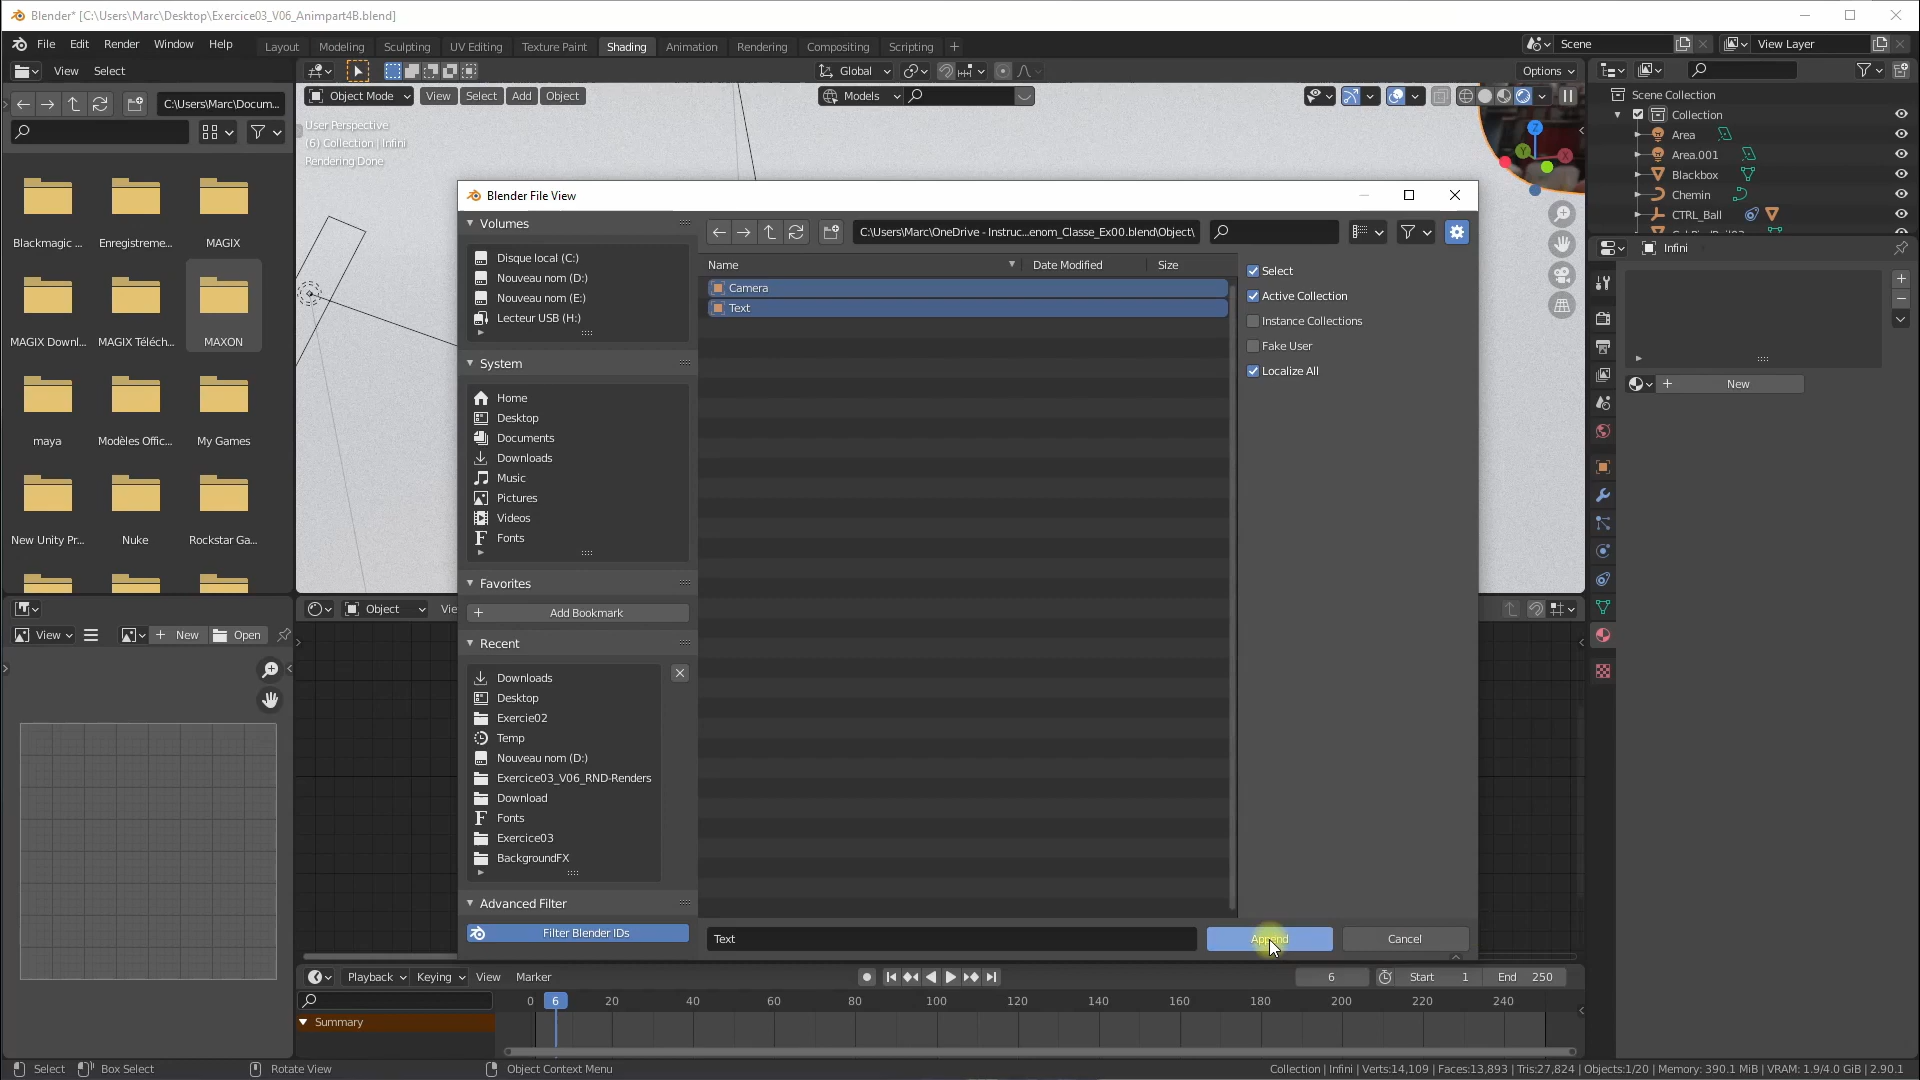 Blender* [C:\Users\Marc\Desktop\Exercice03_V06_Animpart4B.blend]
File Edit Render Window Help
Layout Modeling Sculpting UV Editing Texture Paint Shading Animation Rendering Compositing Scripting +
Scene View Layer
View Select
Global Options
C:\Users\Marc\Docum...
Object Mode View Select Add Object Models
User Perspective
(6) Collection | Infini
Rendering Done
Scene Collection
Collection
Area
Area.001
Blackbox
Chemin
CTRL_Ball
Infini
New
Blackmagic ... Enregistreme... MAGIX
MAGIX Downl... MAGIX Téléch... MAXON
maya Modèles Offic... My Games
New Unity Pr... Nuke Rockstar Ga...
Blender File View
Volumes
Disque local (C:)
Nouveau nom (D:)
Nouveau nom (E:)
Lecteur USB (H:)
System
Home
Desktop
Documents
Downloads
Music
Pictures
Videos
Fonts
Favorites
Add Bookmark
Recent
Downloads
Desktop
Exercie02
Temp
Nouveau nom (D:)
Exercice03_V06_RND-Renders
Download
Fonts
Exercice03
BackgroundFX
Advanced Filter
Filter Blender IDs
C:\Users\Marc\OneDrive - Instruc...enom_Classe_Ex00.blend\Object\
Name Date Modified Size
Camera
Text
Select
Active Collection
Instance Collections
Fake User
Localize All
Text Append Cancel
Object
View New Open
Playback Keying View Marker 6 Start 1 End 250
0 6 20 40 60 80 100 120 140 160 180 200 220 240
Summary
Select Box Select Rotate View Object Context Menu
Collection | Infini | Verts:14,109 | Faces:13,893 | Tris:27,824 | Objects:1/20 | Memory: 390.1 MiB | VRAM: 1.9/4.0 GiB | 2.90.1